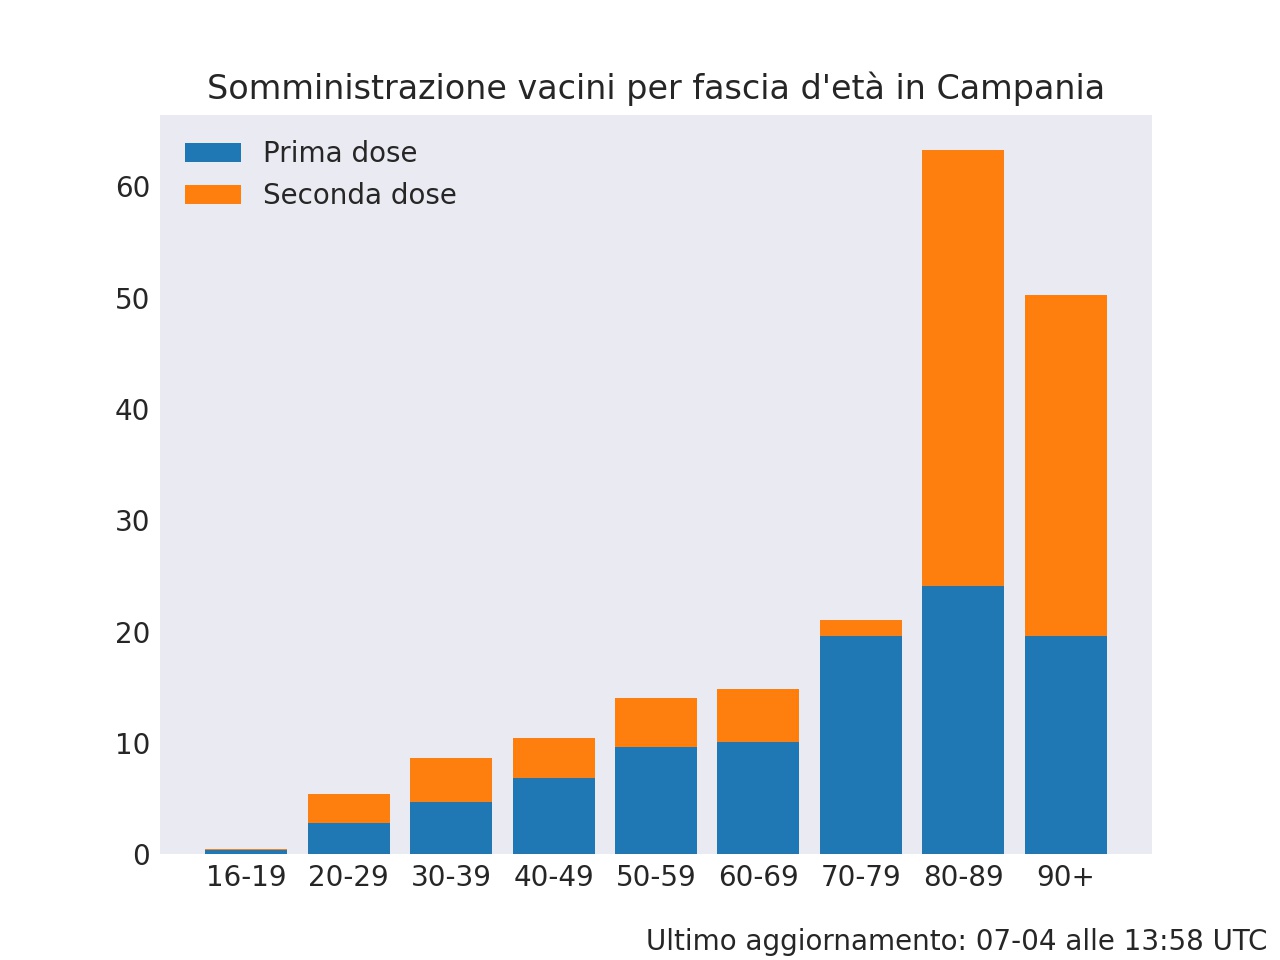 Somministrazione vacini per fascia d'età in Campania
Prima dose
Seconda dose
60
50
40
30
20
10
0
16-19 20-29 30-39 40-49 50-59 60-69 70-79 80-89 90+
Ultimo aggiornamento: 07-04 alle 13:58 UTC